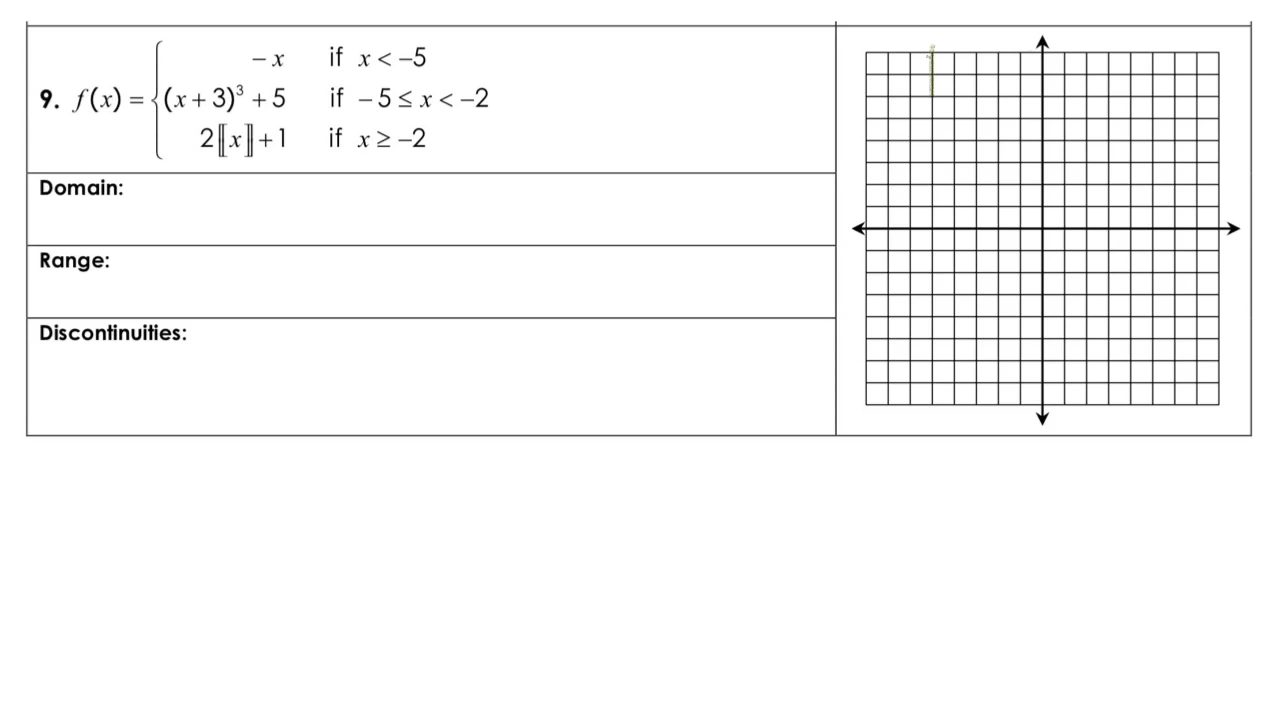 − x if x < −5
9. f(x) = { (x + 3)³ + 5 if − 5 ≤ x < −2
2⟦x⟧ + 1 if x ≥ −2
Domain:
Range:
Discontinuities: